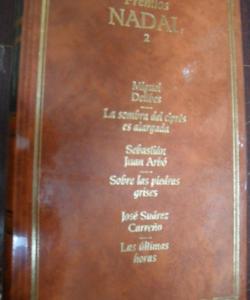 Premios
NADAL
2
Miguel
Delibes
La sombra del ciprés
es alargada
Sebastián
Juan Arbó
Sobre las piedras
grises
José Suárez
Carreño
Las últimas
horas